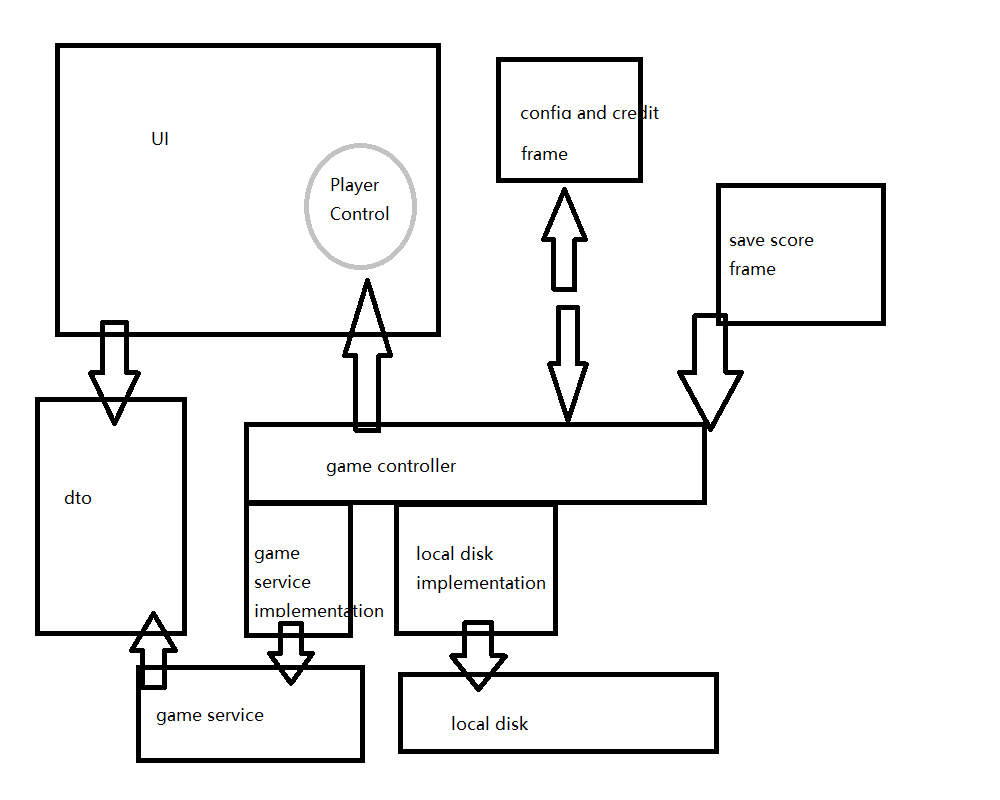 UI
Player
Control
config and credit
frame
save score
frame
dto
game controller
game
service
implementation
local disk
implementation
game service
local disk